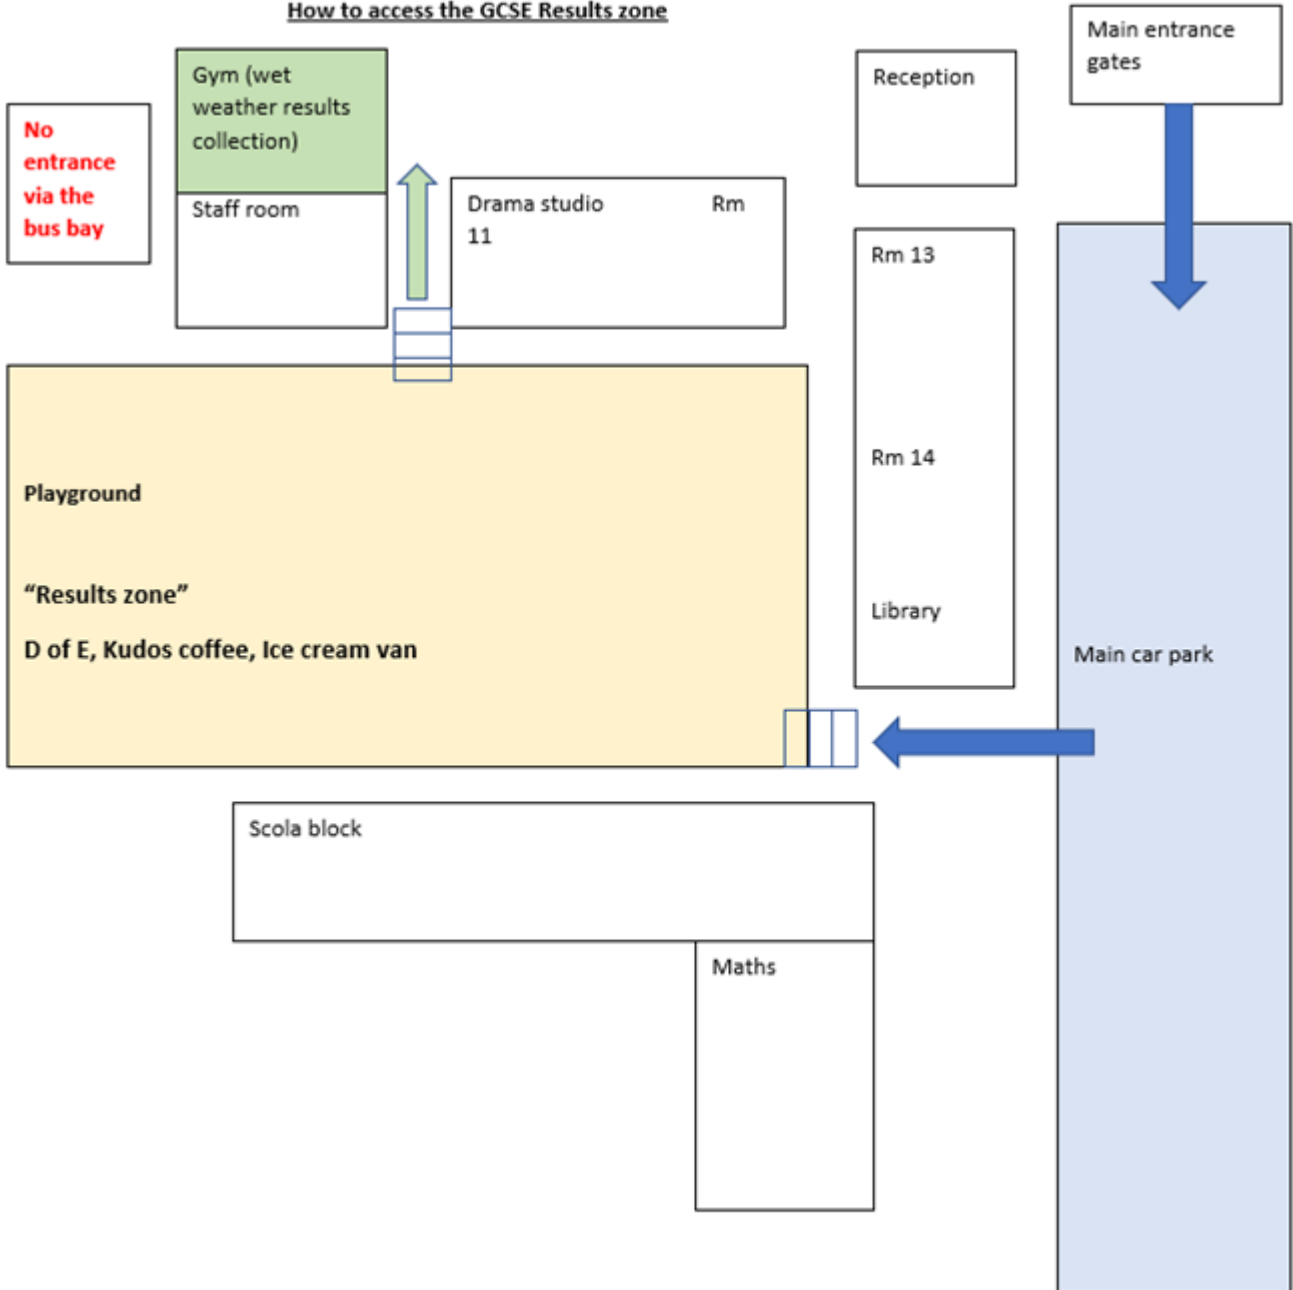 How to access the GCSE Results zone
Main entrance
gates
Reception
Gym (wet
weather results
collection)
No
entrance
via the
bus bay
Staff room
Drama studio Rm
11
Rm 13
Rm 14
Library
Playground
“Results zone”
D of E, Kudos coffee, Ice cream van
Main car park
Scola block
Maths